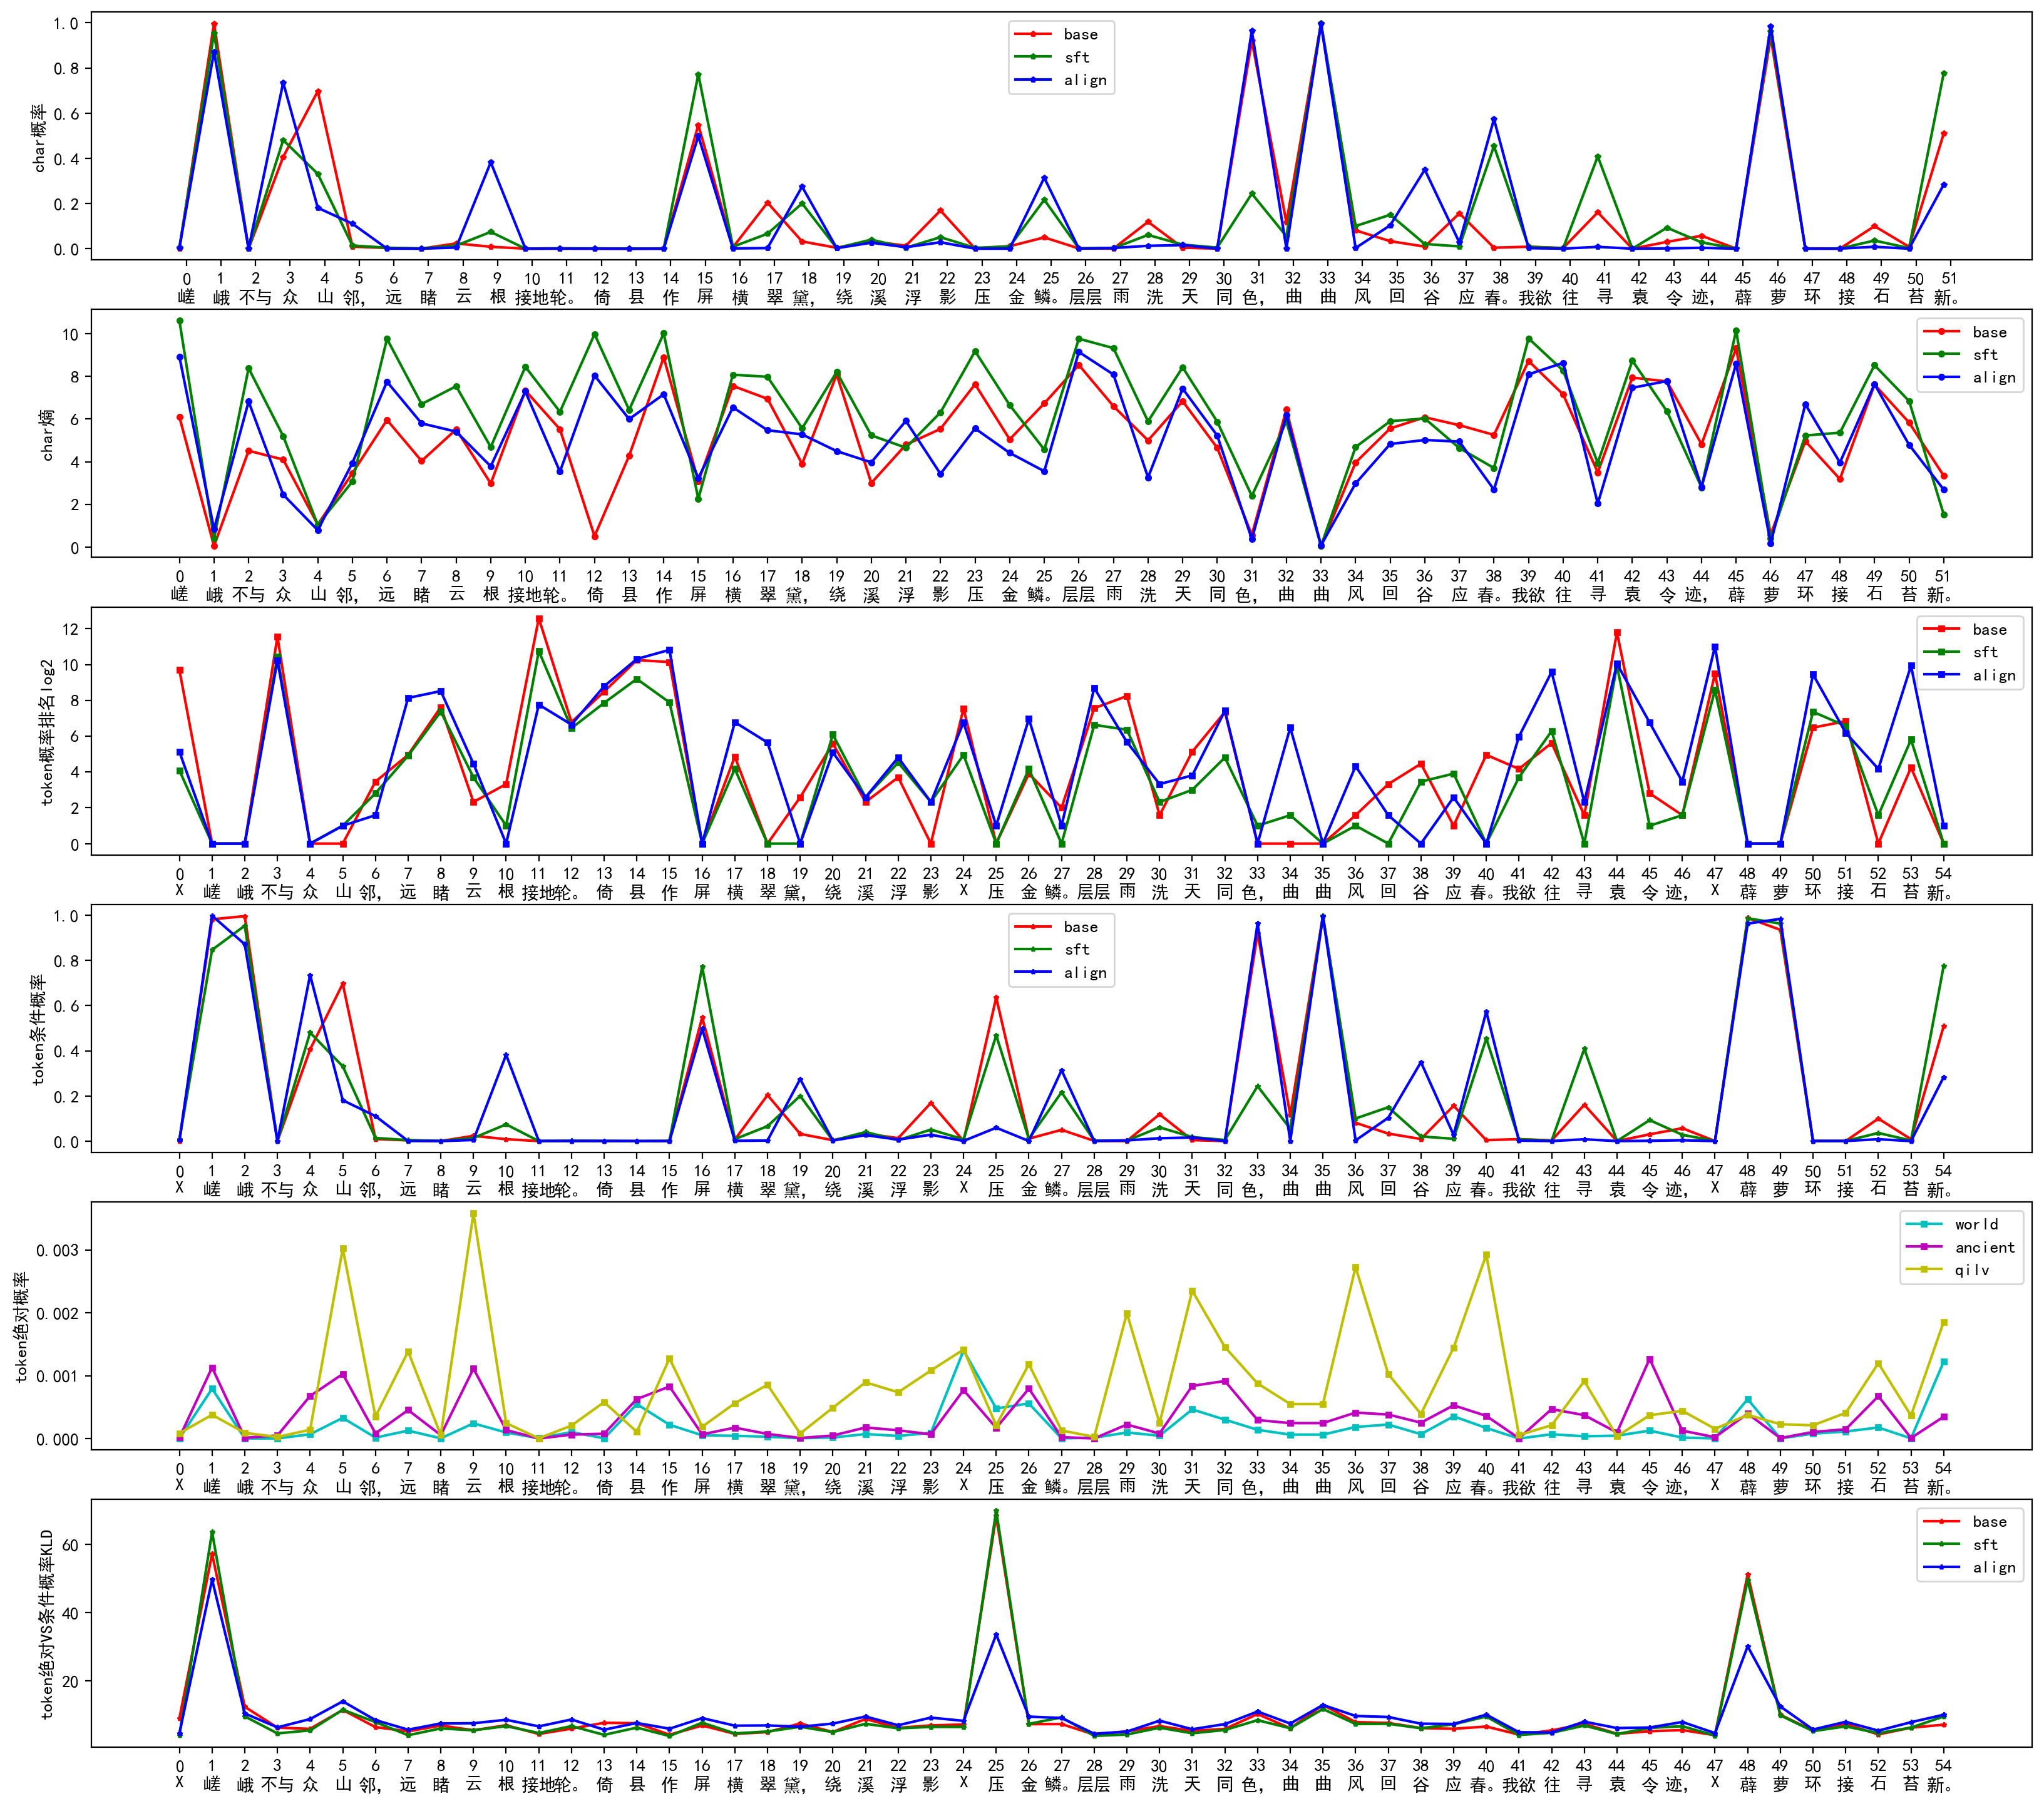 1.0
0.8
0.6
0.4
0.2
0.0
char概率
base
sft
align
0 1 2 3 4 5 6 7 8 9 10 11 12 13 14 15 16 17 18 19 20 21 22 23 24 25 26 27 28 29 30 31 32 33 34 35 36 37 38 39 40 41 42 43 44 45 46 47 48 49 50 51
嵯 峨 不与 众 山 邻， 远 睹 云 根 接地 轮。 倚 县 作 屏 横 翠 黛， 绕 溪 浮 影 压 金 鳞。 层层 雨 洗 天 同 色， 曲 曲 风 回 谷 应 春。 我欲 往 寻 袁 令 迹， 薜 萝 环 接 石 苔 新。
10
8
6
4
2
0
char熵
base
sft
align
0 1 2 3 4 5 6 7 8 9 10 11 12 13 14 15 16 17 18 19 20 21 22 23 24 25 26 27 28 29 30 31 32 33 34 35 36 37 38 39 40 41 42 43 44 45 46 47 48 49 50 51
嵯 峨 不与 众 山 邻， 远 睹 云 根 接地 轮。 倚 县 作 屏 横 翠 黛， 绕 溪 浮 影 压 金 鳞。 层层 雨 洗 天 同 色， 曲 曲 风 回 谷 应 春。 我欲 往 寻 袁 令 迹， 薜 萝 环 接 石 苔 新。
12
10
8
6
4
2
0
token概率排名log2
base
sft
align
0 1 2 3 4 5 6 7 8 9 10 11 12 13 14 15 16 17 18 19 20 21 22 23 24 25 26 27 28 29 30 31 32 33 34 35 36 37 38 39 40 41 42 43 44 45 46 47 48 49 50 51 52 53 54
X 嵯 峨 不与 众 山 邻， 远 睹 云 根 接地 轮。 倚 县 作 屏 横 翠 黛， 绕 溪 浮 影 X 压 金 鳞。 层层 雨 洗 天 同 色， 曲 曲 风 回 谷 应 春。 我欲 往 寻 袁 令 迹， X 薜 萝 环 接 石 苔 新。
1.0
0.8
0.6
0.4
0.2
0.0
token条件概率
base
sft
align
0 1 2 3 4 5 6 7 8 9 10 11 12 13 14 15 16 17 18 19 20 21 22 23 24 25 26 27 28 29 30 31 32 33 34 35 36 37 38 39 40 41 42 43 44 45 46 47 48 49 50 51 52 53 54
X 嵯 峨 不与 众 山 邻， 远 睹 云 根 接地 轮。 倚 县 作 屏 横 翠 黛， 绕 溪 浮 影 X 压 金 鳞。 层层 雨 洗 天 同 色， 曲 曲 风 回 谷 应 春。 我欲 往 寻 袁 令 迹， X 薜 萝 环 接 石 苔 新。
0.003
0.002
0.001
0.000
token绝对概率
world
ancient
qilv
0 1 2 3 4 5 6 7 8 9 10 11 12 13 14 15 16 17 18 19 20 21 22 23 24 25 26 27 28 29 30 31 32 33 34 35 36 37 38 39 40 41 42 43 44 45 46 47 48 49 50 51 52 53 54
X 嵯 峨 不与 众 山 邻， 远 睹 云 根 接地 轮。 倚 县 作 屏 横 翠 黛， 绕 溪 浮 影 X 压 金 鳞。 层层 雨 洗 天 同 色， 曲 曲 风 回 谷 应 春。 我欲 往 寻 袁 令 迹， X 薜 萝 环 接 石 苔 新。
60
40
20
token绝对VS条件概率KLD
base
sft
align
0 1 2 3 4 5 6 7 8 9 10 11 12 13 14 15 16 17 18 19 20 21 22 23 24 25 26 27 28 29 30 31 32 33 34 35 36 37 38 39 40 41 42 43 44 45 46 47 48 49 50 51 52 53 54
X 嵯 峨 不与 众 山 邻， 远 睹 云 根 接地 轮。 倚 县 作 屏 横 翠 黛， 绕 溪 浮 影 X 压 金 鳞。 层层 雨 洗 天 同 色， 曲 曲 风 回 谷 应 春。 我欲 往 寻 袁 令 迹， X 薜 萝 环 接 石 苔 新。